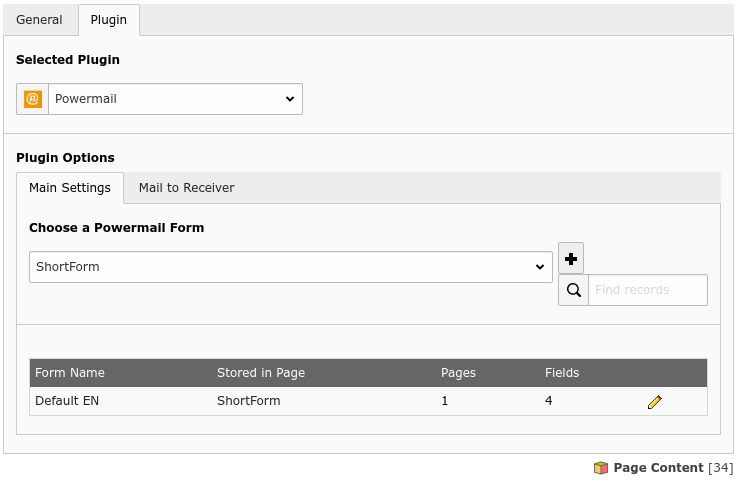 General Plugin
Selected Plugin
Powermail
Plugin Options
Main Settings Mail to Receiver
Choose a Powermail Form
ShortForm
Find records
Form Name Stored in Page Pages Fields
Default EN ShortForm 1 4
Page Content [34]